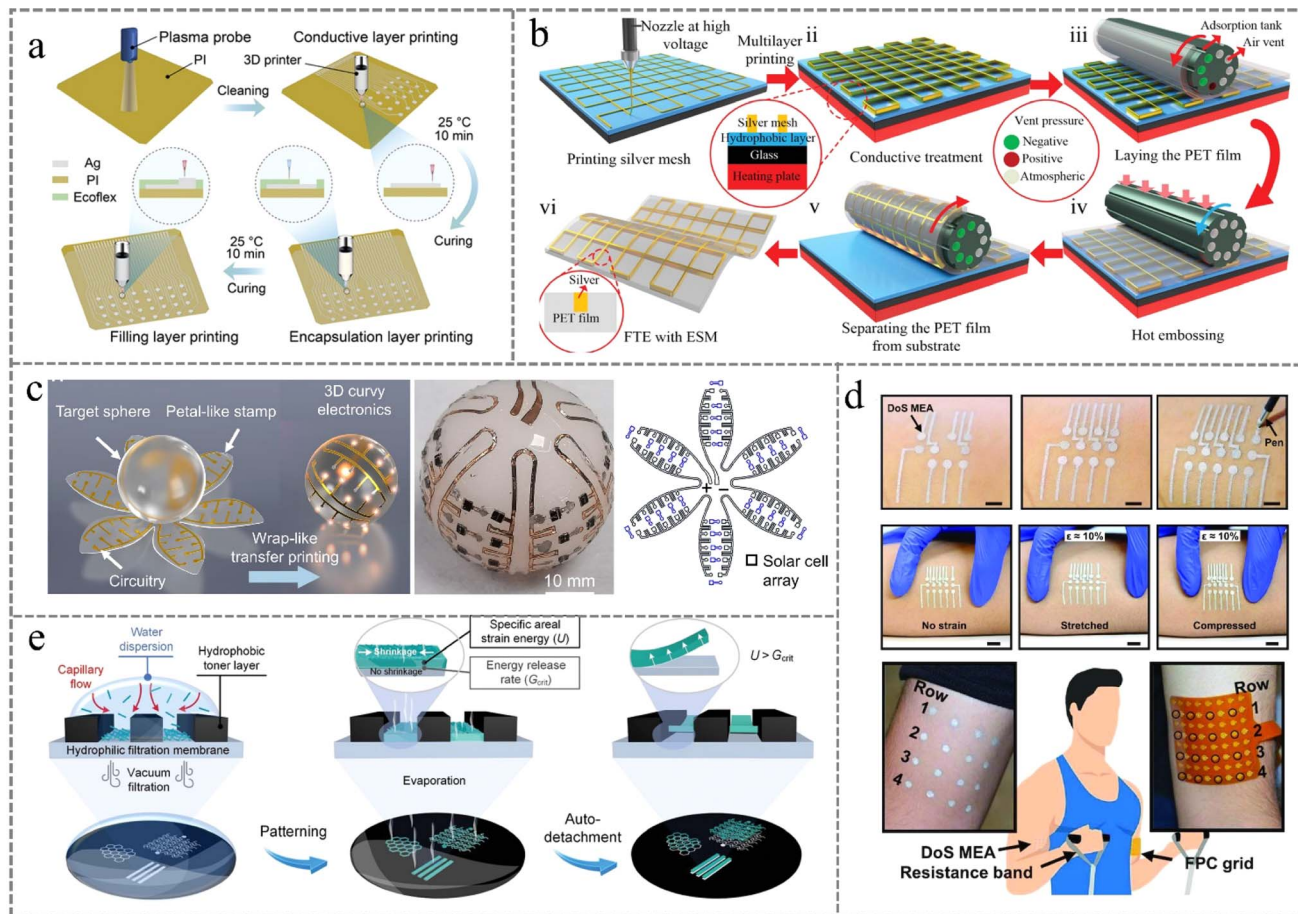 a
Plasma probe
PI
Cleaning
Conductive layer printing
3D printer
25 °C
10 min
Ag
PI
Ecoflex
Curing
25 °C
10 min
Curing
Filling layer printing
Encapsulation layer printing
b
i
Nozzle at high
voltage
Printing silver mesh
Multilayer
printing
ii
Silver mesh
Hydrophobic layer
Glass
Heating plate
Conductive treatment
iii
Adsorption tank
Air vent
Vent pressure
Negative
Positive
Atmospheric
Laying the PET film
iv
Hot embossing
v
Separating the PET film
from substrate
vi
Silver
PET film
FTE with ESM
c
Target sphere
Petal-like stamp
Circuitry
Wrap-like
transfer printing
3D curvy
electronics
10 mm
+ −
Solar cell
array
d
DoS MEA
Pen
No strain
ε ≈ 10%
Stretched
ε ≈ 10%
Compressed
Row
1
2
3
4
Row
1
2
3
4
DoS MEA
Resistance band
FPC grid
e
Water
dispersion
Capillary
flow
Hydrophobic
toner layer
Hydrophilic filtration membrane
Vacuum
filtration
Patterning
Shrinkage
No shrinkage
Specific areal
strain energy (U)
Energy release
rate (Gcrit)
Evaporation
Auto-
detachment
U > Gcrit